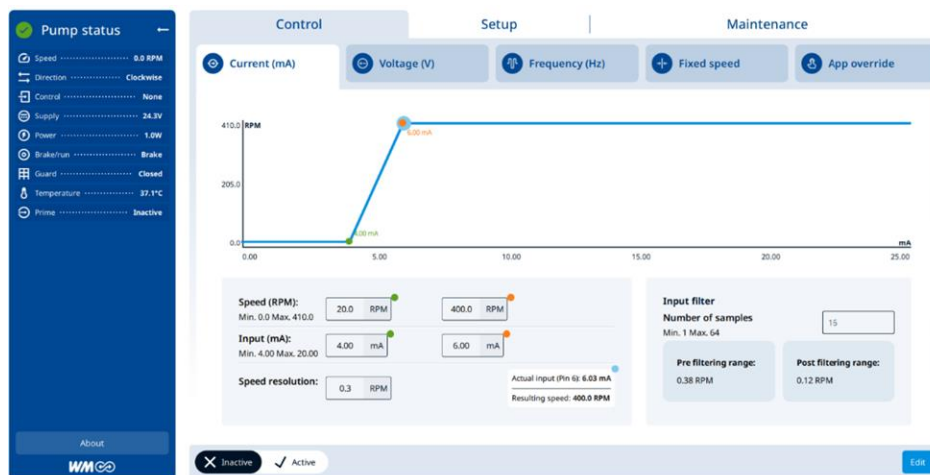 Pump status
Speed 0.0 RPM
Direction Clockwise
Control None
Supply 24.3V
Power 1.0W
Brake/run Brake
Guard Closed
Temperature 37.1°C
Prime Inactive
About
WM
Control Setup Maintenance
Current (mA) Voltage (V) Frequency (Hz) Fixed speed App override
410.0 RPM
6.00 mA
205.0
4.00 mA
0.0 mA
0.00 5.00 10.00 15.00 20.00 25.00
Speed (RPM):
Min. 0.0 Max. 410.0
20.0 RPM 400.0 RPM
Input (mA):
Min. 4.00 Max. 20.00
4.00 mA 6.00 mA
Speed resolution: 0.3 RPM
Actual input (Pin 6): 6.03 mA
Resulting speed: 400.0 RPM
Input filter
Number of samples
Min. 1 Max. 64
15
Pre filtering range:
0.38 RPM
Post filtering range:
0.12 RPM
Inactive Active
Edit